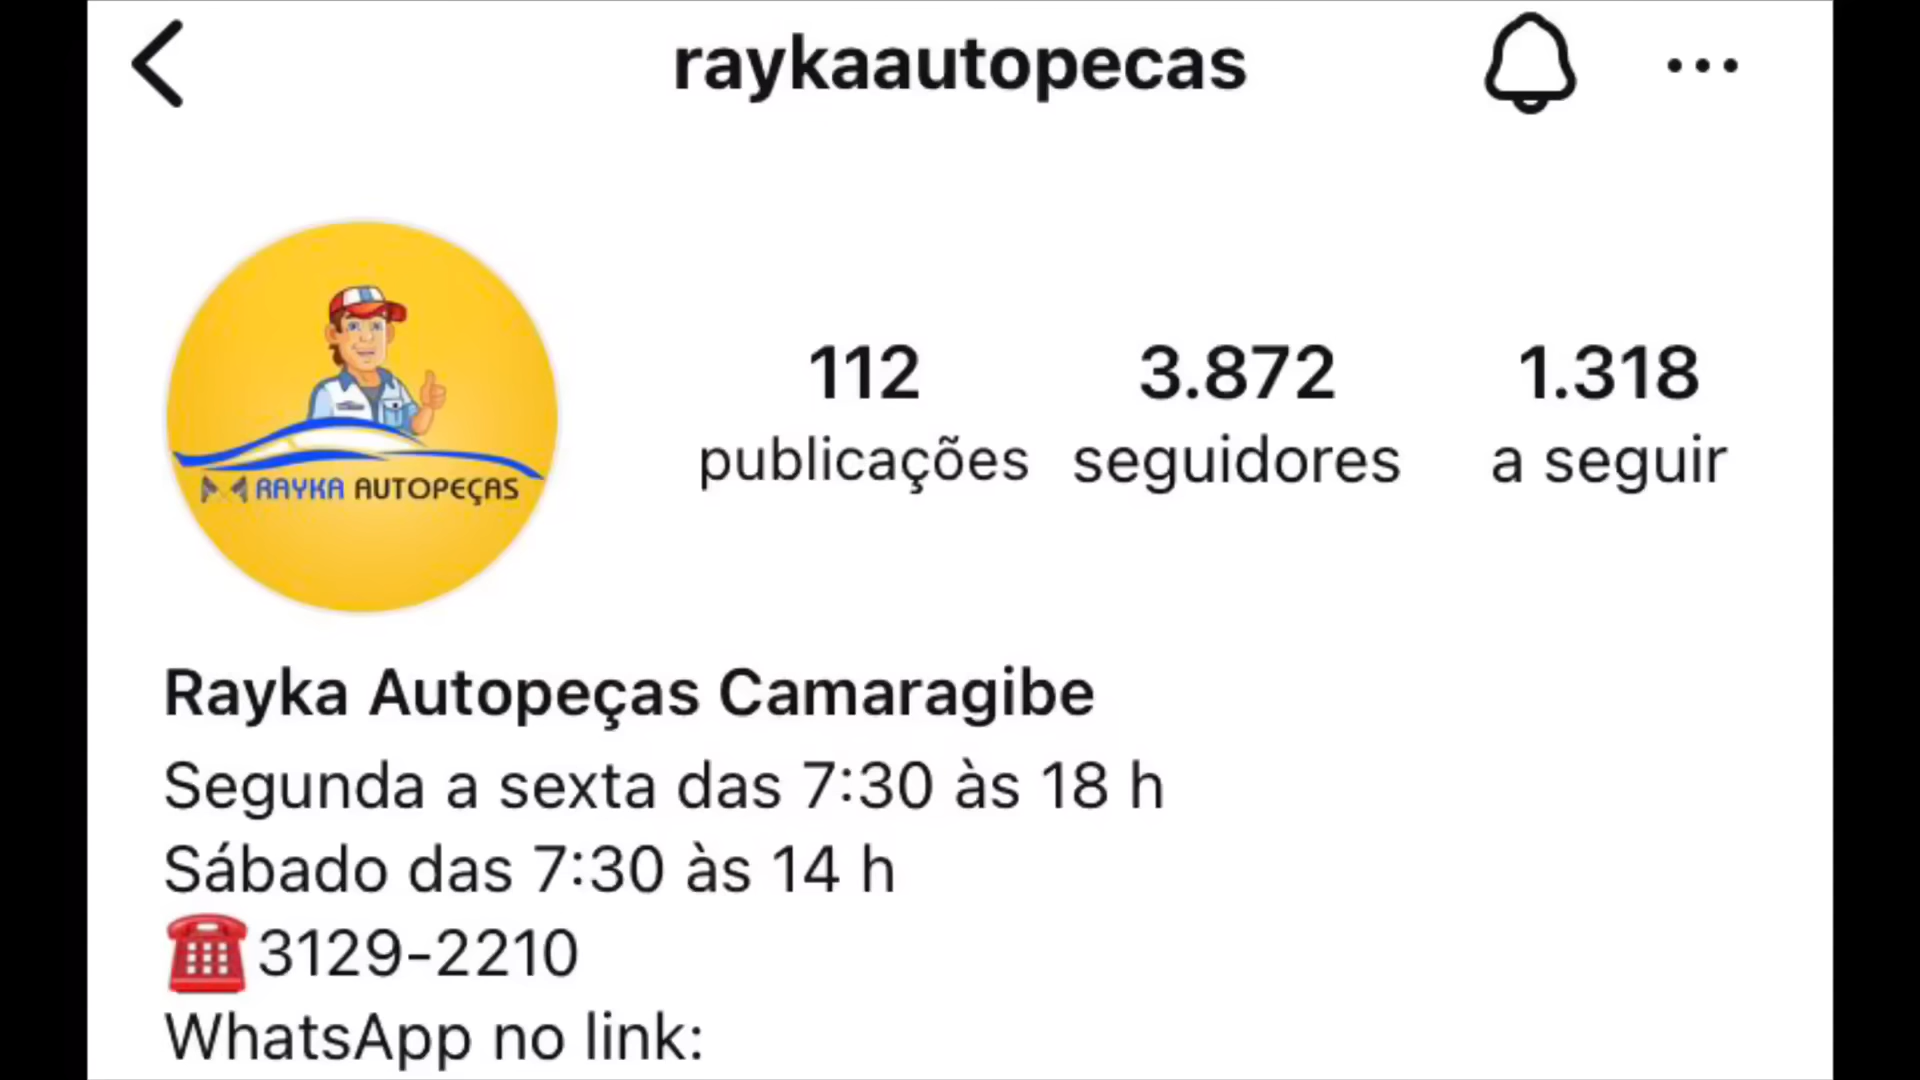 raykaautopecas
112 3.872 1.318
publicações seguidores a seguir
RAYKA AUTOPEÇAS
Rayka Autopeças Camaragibe
Segunda a sexta das 7:30 às 18 h
Sábado das 7:30 às 14 h
☎️3129-2210
WhatsApp no link: